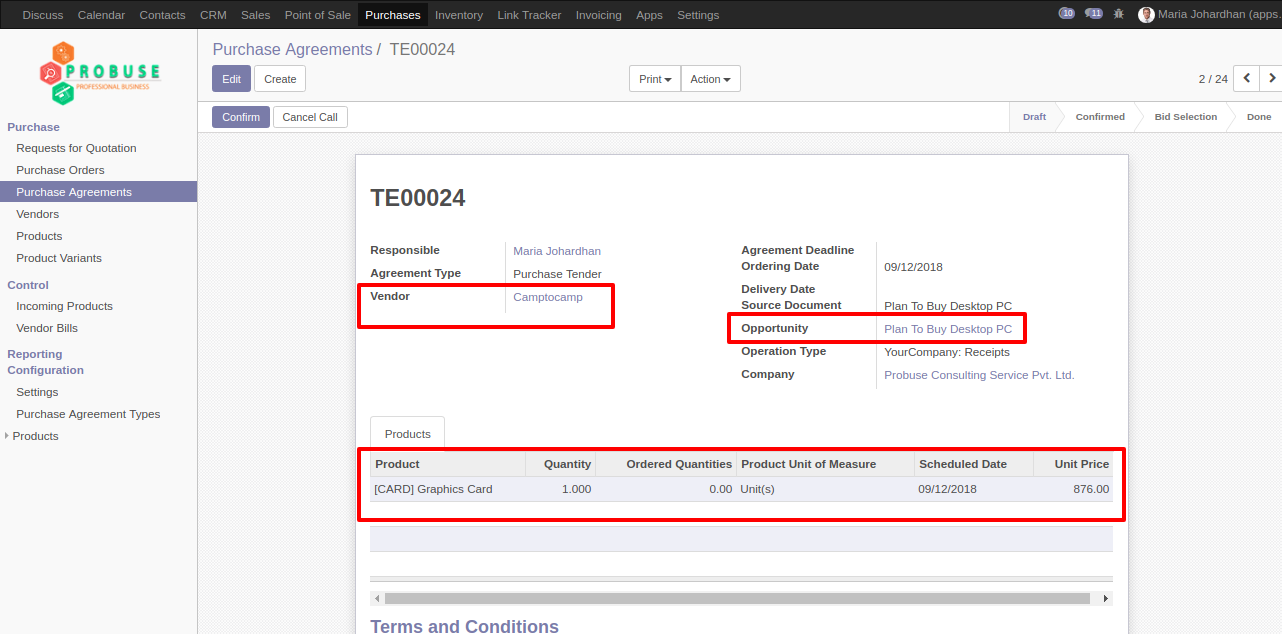 Discuss Calendar Contacts CRM Sales Point of Sale Purchases Inventory Link Tracker Invoicing Apps Settings 10 11 Maria Johardhan (apps.
PROBUSE
PROFESSIONAL BUSINESS
Purchase
Requests for Quotation
Purchase Orders
Purchase Agreements
Vendors
Products
Product Variants
Control
Incoming Products
Vendor Bills
Reporting
Configuration
Settings
Purchase Agreement Types
Products
Purchase Agreements / TE00024
Edit Create Print Action 2 / 24
Confirm Cancel Call Draft Confirmed Bid Selection Done
TE00024
Responsible Maria Johardhan
Agreement Type Purchase Tender
Vendor Camptocamp
Agreement Deadline
Ordering Date 09/12/2018
Delivery Date
Source Document Plan To Buy Desktop PC
Opportunity Plan To Buy Desktop PC
Operation Type YourCompany: Receipts
Company Probuse Consulting Service Pvt. Ltd.
Products
Product Quantity Ordered Quantities Product Unit of Measure Scheduled Date Unit Price
[CARD] Graphics Card 1.000 0.00 Unit(s) 09/12/2018 876.00
Terms and Conditions